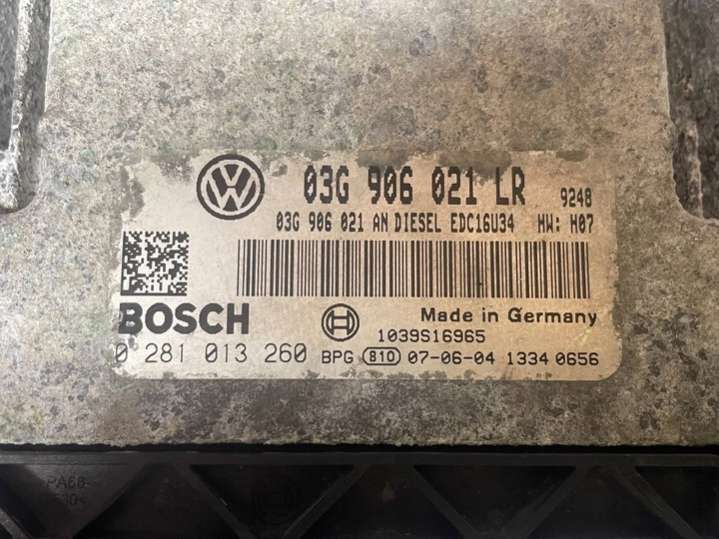 03G 906 021 LR 9248
03G 906 021 AN DIESEL EDC16U34 HW: H07
BOSCH
Made in Germany
1039S16965
0 281 013 260 BPG 810 07-06-04 1334 0656
PA66-